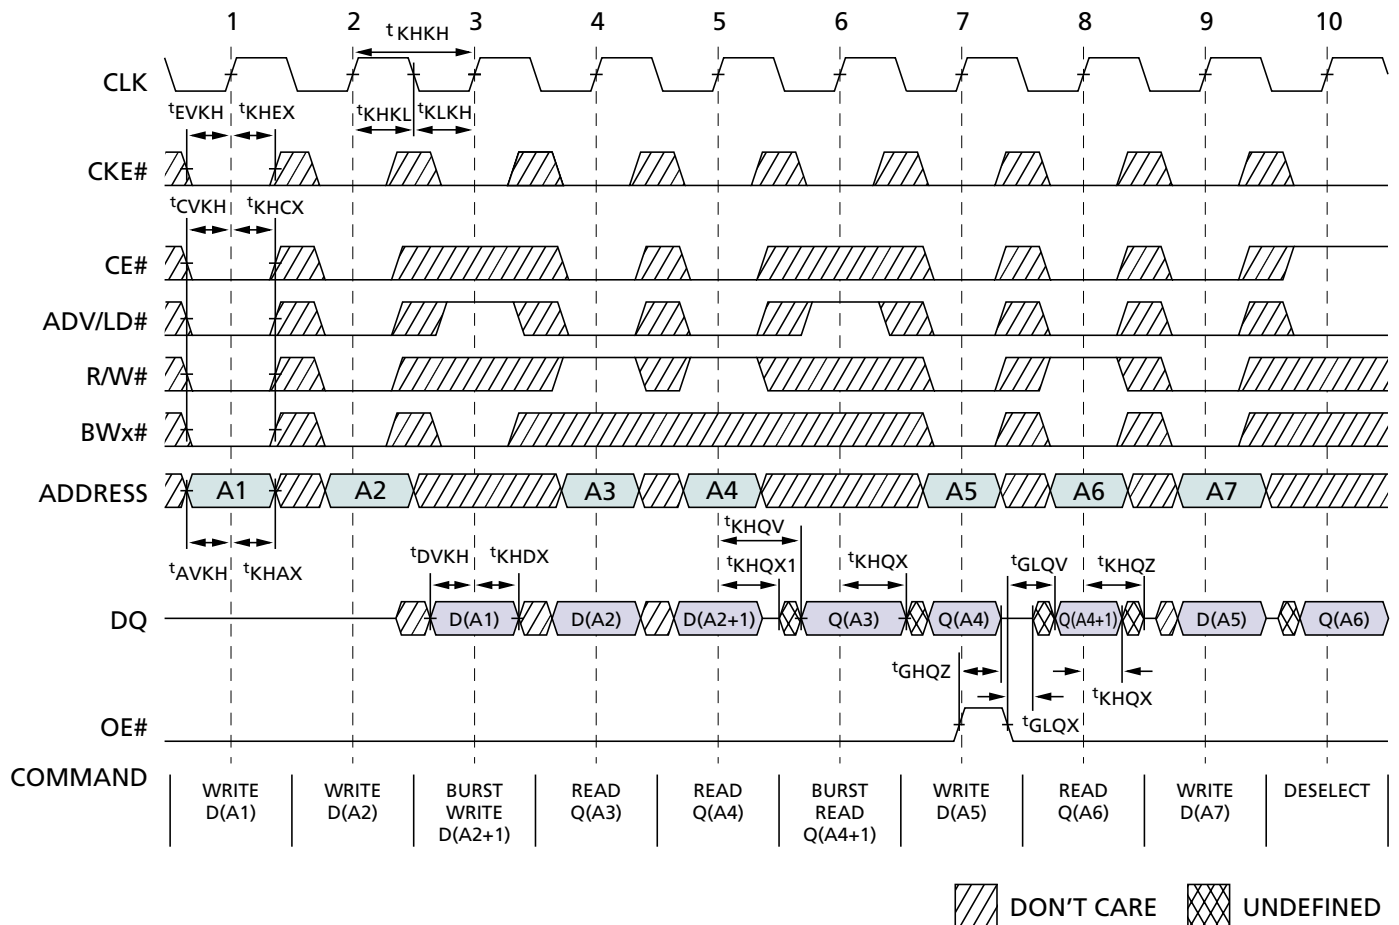 1 2 3 4 5 6 7 8 9 10
tKHKH
CLK
tEVKH tKHEX tKHKL tKLKH
CKE#
tCVKH tKHCX
CE#
ADV/LD#
R/W#
BWx#
ADDRESS A1 A2 A3 A4 A5 A6 A7
tKHQV
tAVKH tKHAX tDVKH tKHDX tKHQX1 tKHQX tGLQV tKHQZ
DQ D(A1) D(A2) D(A2+1) Q(A3) Q(A4) Q(A4+1) D(A5) Q(A6)
tGHQZ
tKHQX
tGLQX
OE#
COMMAND
WRITE D(A1)
WRITE D(A2)
BURST WRITE D(A2+1)
READ Q(A3)
READ Q(A4)
BURST READ Q(A4+1)
WRITE D(A5)
READ Q(A6)
WRITE D(A7)
DESELECT
DON'T CARE UNDEFINED